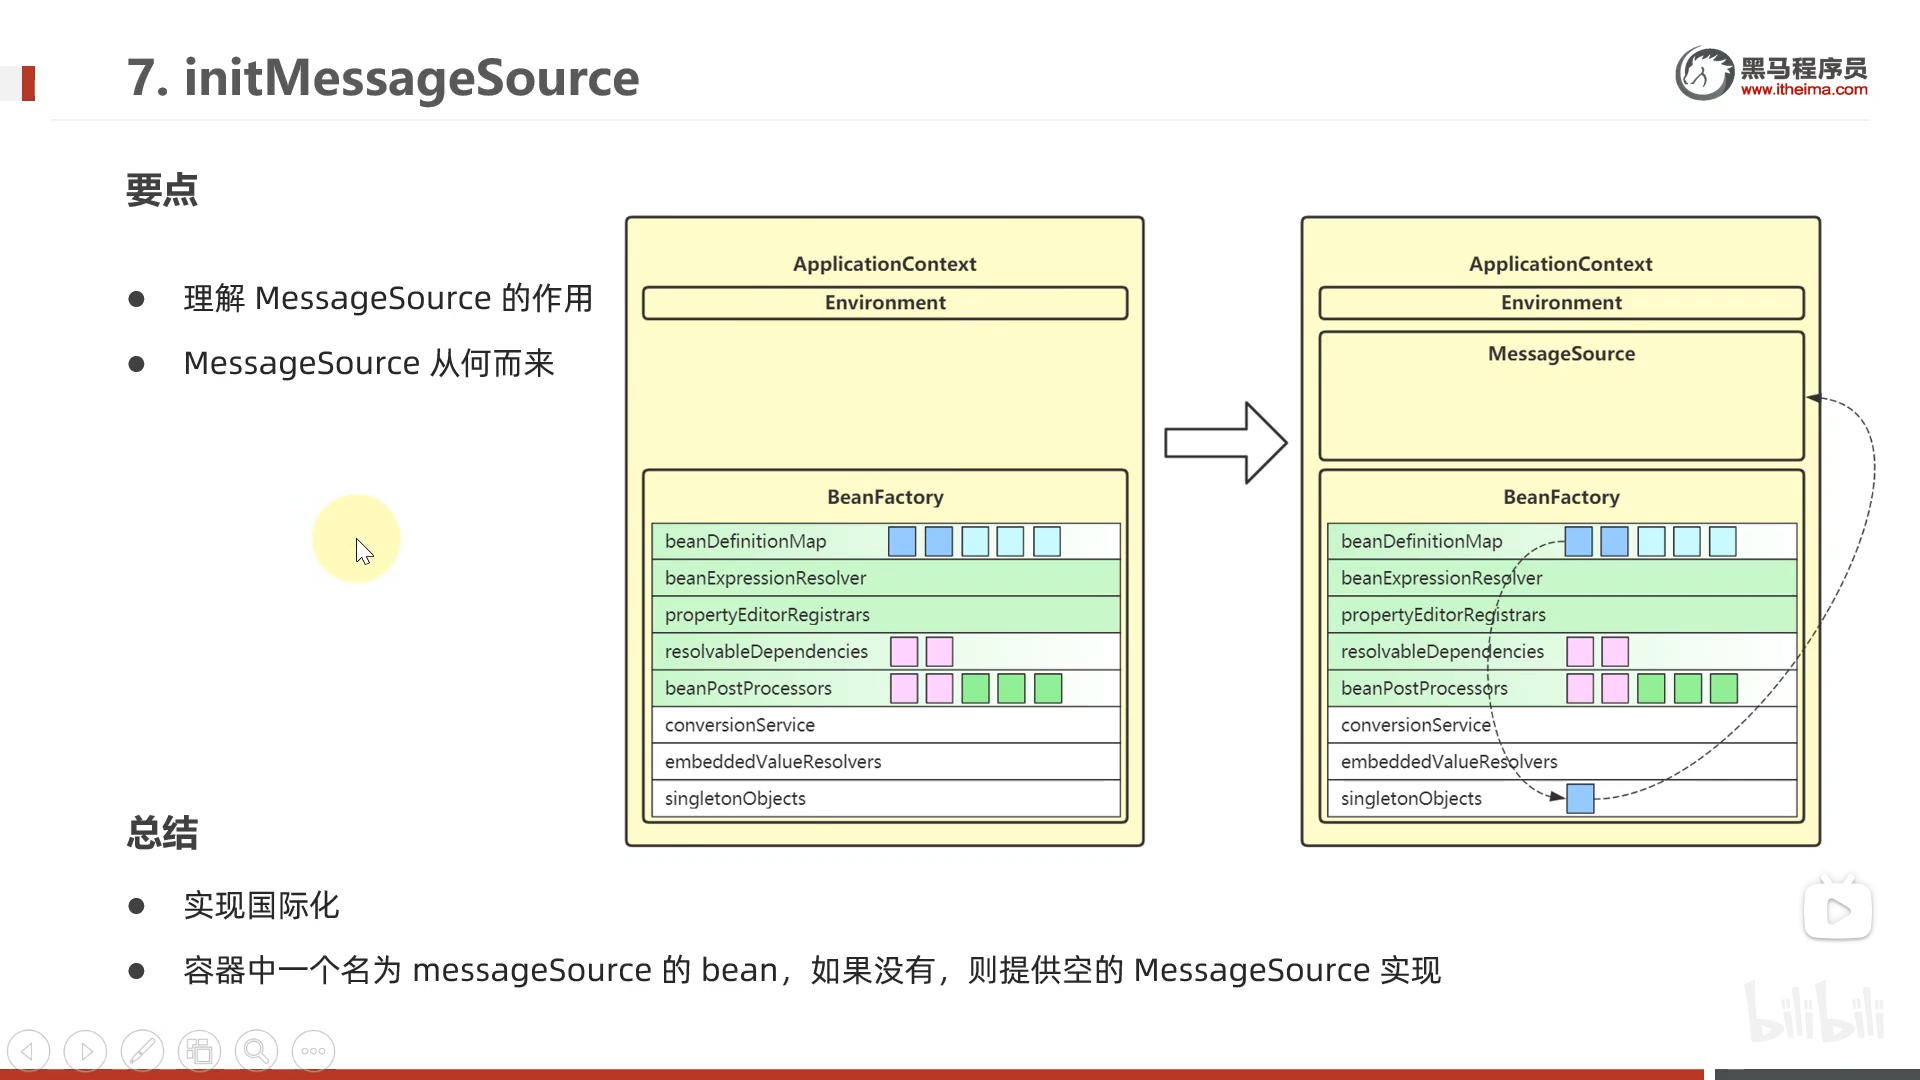 7. initMessageSource
黑马程序员
www.itheima.com
要点
理解 MessageSource 的作用
MessageSource 从何而来
ApplicationContext
Environment
BeanFactory
beanDefinitionMap
beanExpressionResolver
propertyEditorRegistrars
resolvableDependencies
beanPostProcessors
conversionService
embeddedValueResolvers
singletonObjects
ApplicationContext
Environment
MessageSource
BeanFactory
beanDefinitionMap
beanExpressionResolver
propertyEditorRegistrars
resolvableDependencies
beanPostProcessors
conversionService
embeddedValueResolvers
singletonObjects
总结
实现国际化
容器中一个名为 messageSource 的 bean，如果没有，则提供空的 MessageSource 实现
bilibili